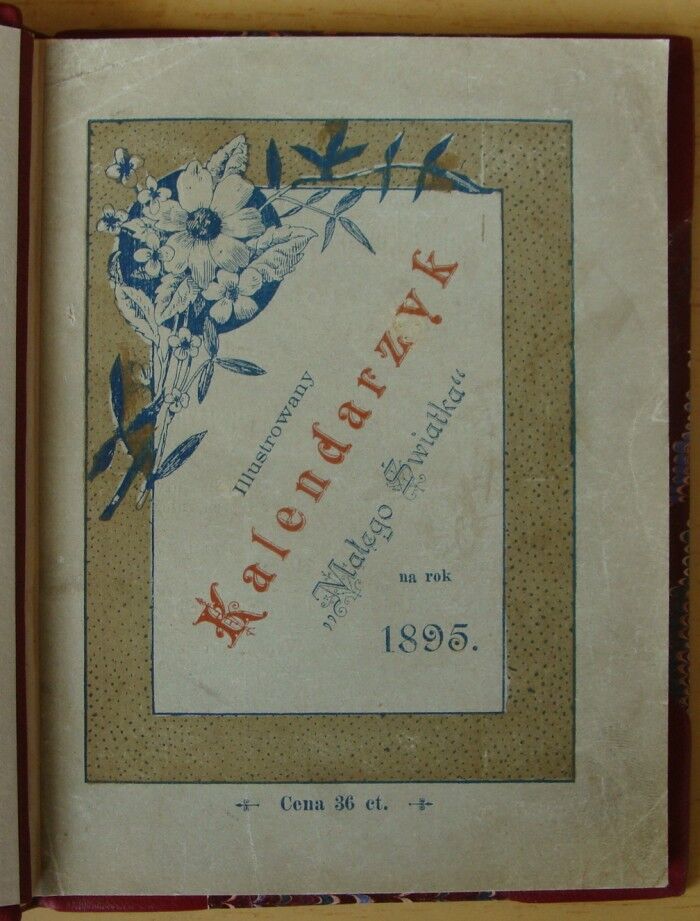 Illustrowany
Kalendarzyk
„Małego Światka“
na rok
1895.
Cena 36 ct.